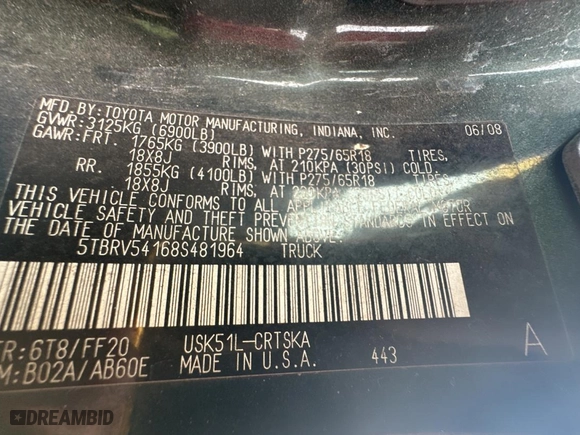 MFD. BY: TOYOTA MOTOR MANUFACTURING, INDIANA, INC. 06/08
GVWR: 3125KG (6900LB)
GAWR: FRT. 1765KG (3900LB) WITH P275/65R18 TIRES,
18X8J RIMS, AT 210KPA (30PSI) COLD.
RR. 1855KG (4100LB) WITH P275/65R18 TIRES,
18X8J RIMS, AT
THIS VEHICLE CONFORMS TO ALL MOTOR
VEHICLE SAFETY AND THEFT PREVENTION STANDARDS IN EFFECT ON
THE DATE OF MANUFACTURE SHOWN ABOVE.
5TBRV54168S481964 TRUCK
TR:6T8/FF20 USK51L-CRTSKA A
M:B02A/AB60E MADE IN U.S.A. 443
DREAMBID